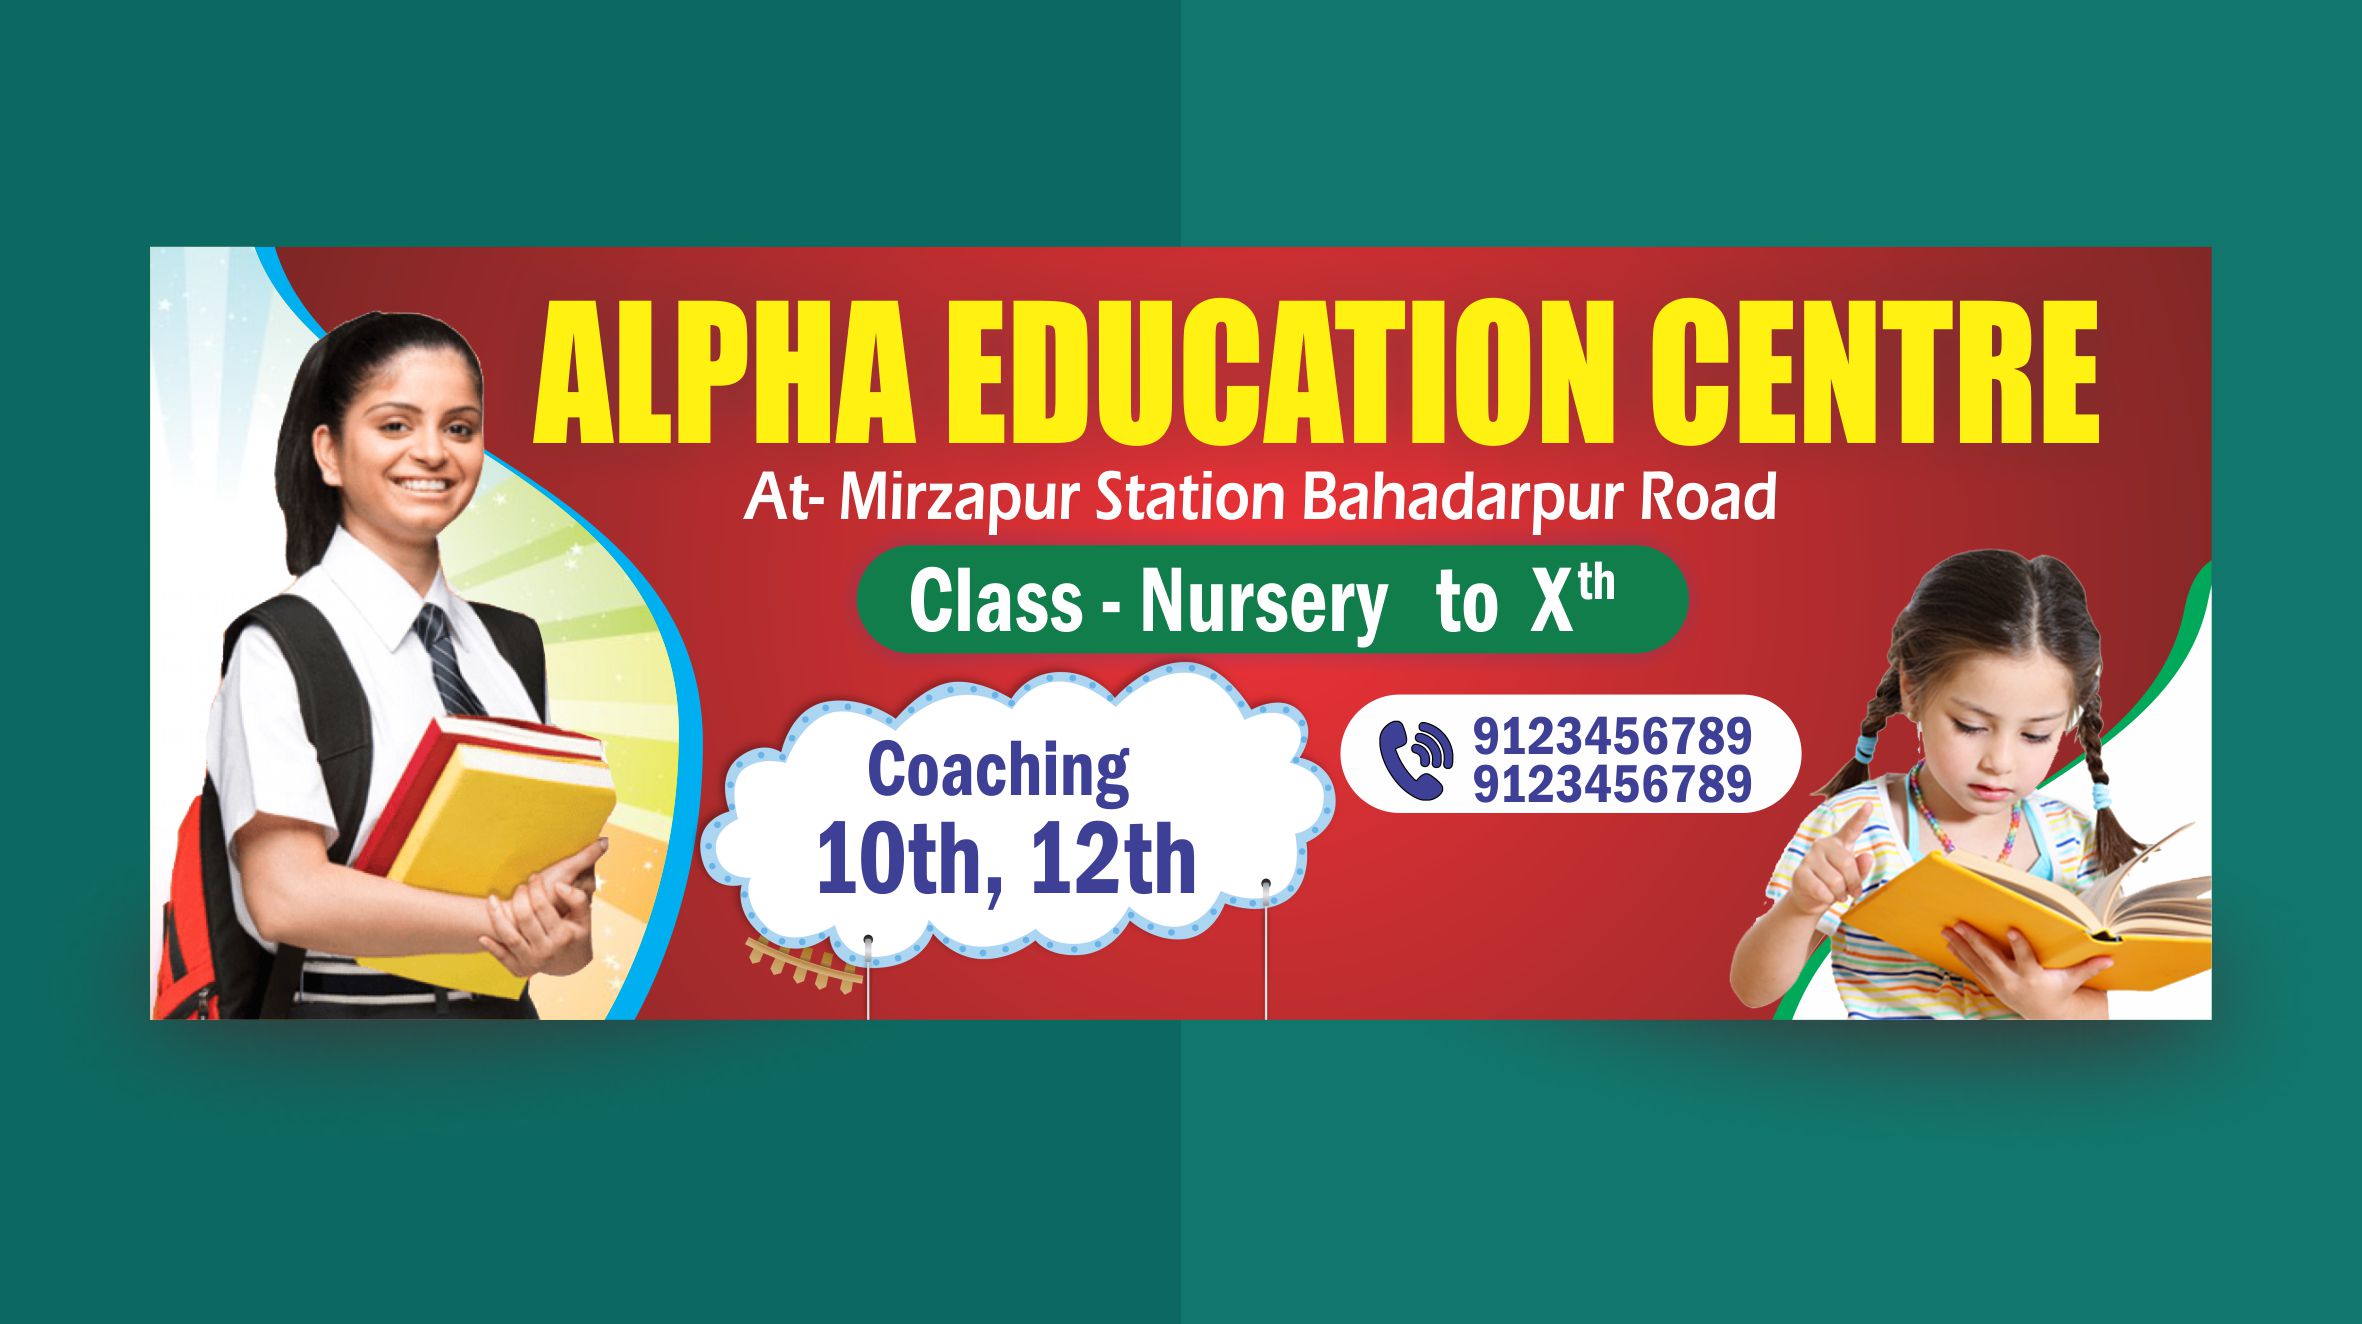 ALPHA EDUCATION CENTRE
At- Mirzapur Station Bahadarpur Road
Class - Nursery to Xth
Coaching
10th, 12th
9123456789
9123456789